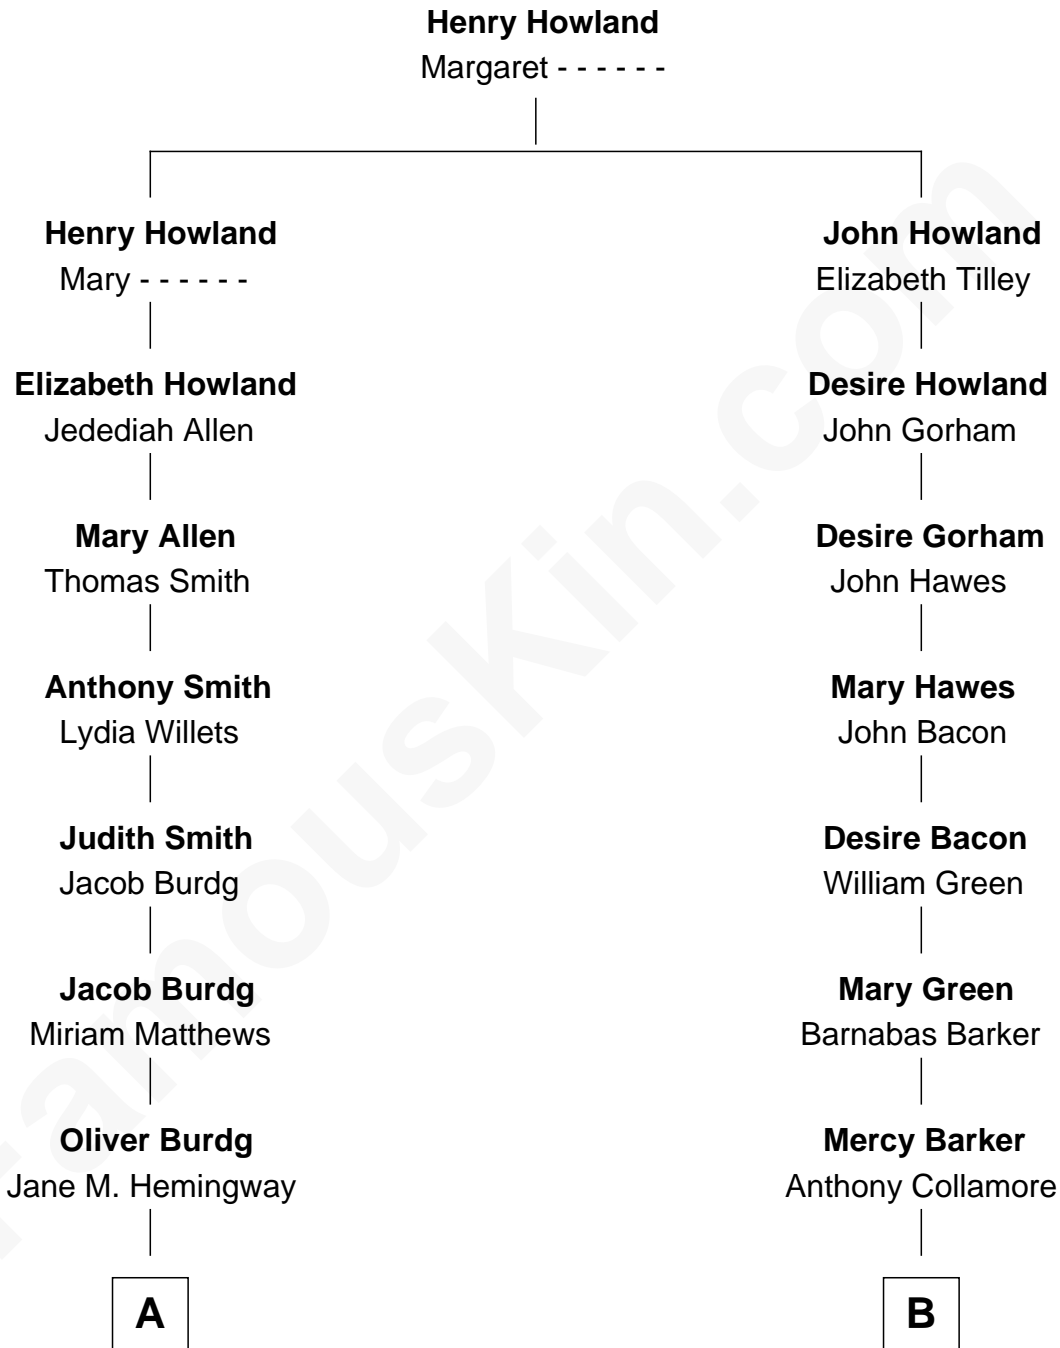 Henry Howland
Margaret - - - - - -
Henry Howland
Mary - - - - - -
John Howland
Elizabeth Tilley
Elizabeth Howland
Jedediah Allen
Desire Howland
John Gorham
Mary Allen
Thomas Smith
Desire Gorham
John Hawes
Anthony Smith
Lydia Willets
Mary Hawes
John Bacon
Judith Smith
Jacob Burdg
Desire Bacon
William Green
Jacob Burdg
Miriam Matthews
Mary Green
Barnabas Barker
Oliver Burdg
Jane M. Hemingway
Mercy Barker
Anthony Collamore
A
B
FamousKin.com